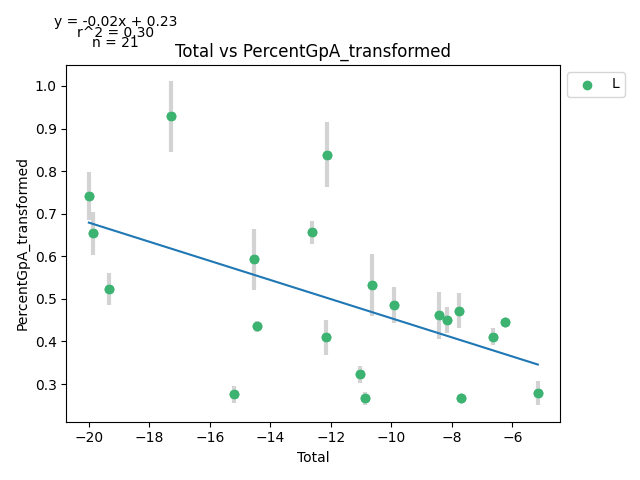 y = -0.02x + 0.23
r^2 = 0.30
n = 21
Total vs PercentGpA_transformed
L
PercentGpA_transformed
1.0
0.9
0.8
0.7
0.6
0.5
0.4
0.3
−20
−18
−16
−14
−12
−10
−8
−6
Total